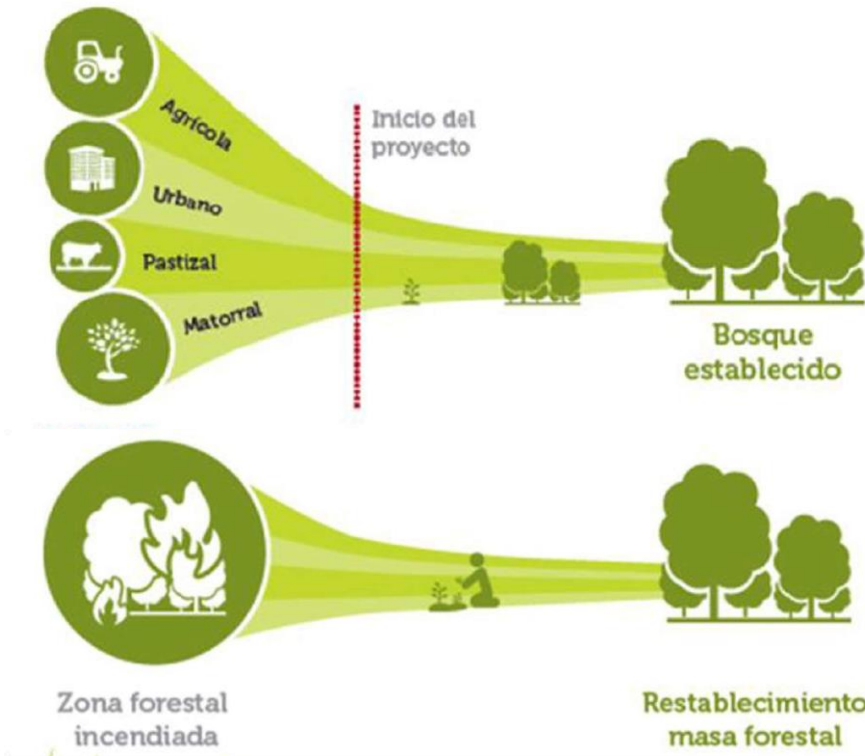 Agrícola
Urbano
Pastizal
Matorral
Inicio del
proyecto
Bosque
establecido
Zona forestal
incendiada
Restablecimiento
masa forestal